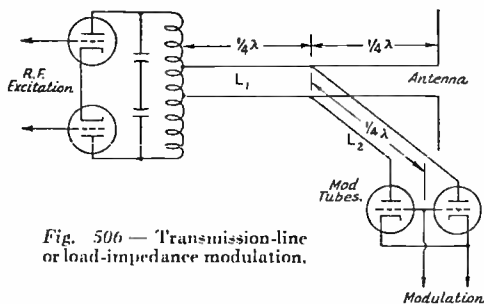 ¼ λ
¼ λ
R.F.
Excitation
Antenna
L₁
¼ λ
L₂
Mod
Tubes.
Fig. 506 — Transmission-line
or load-impedance modulation.
Modulation